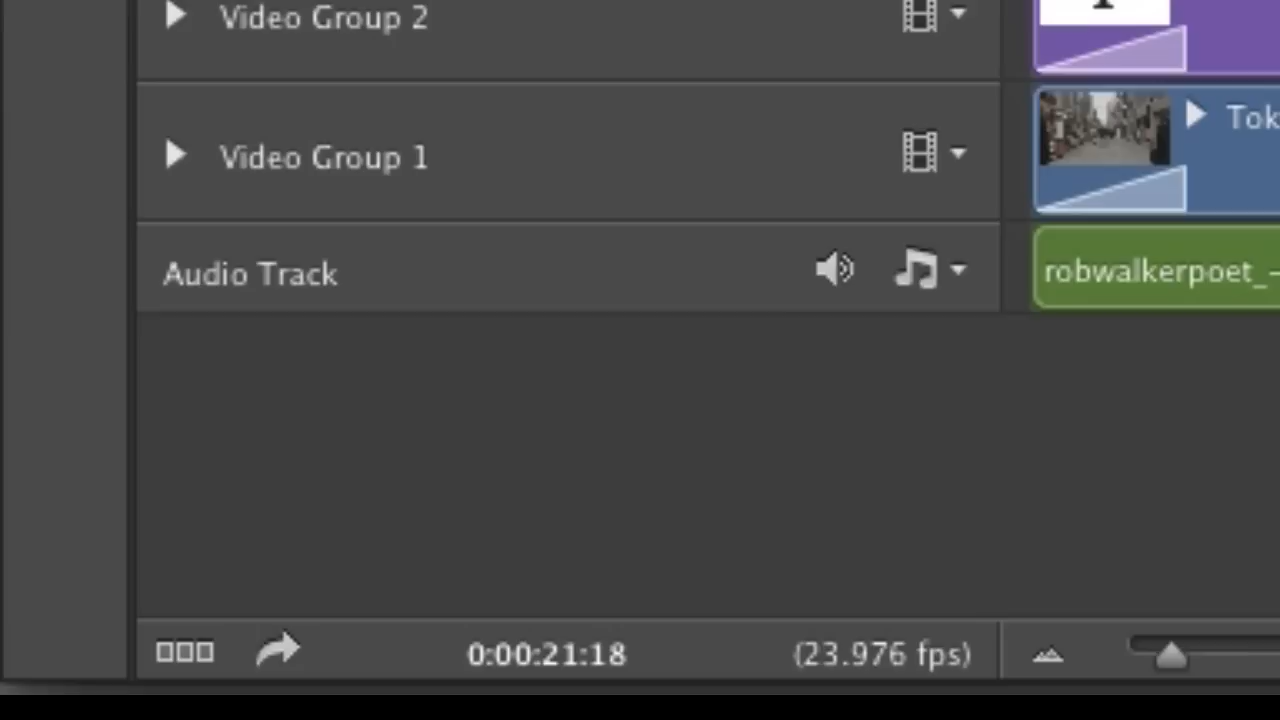 Video Group 2
Video Group 1
Tok
Audio Track
robwalkerpoet_-
0:00:21:18
(23.976 fps)